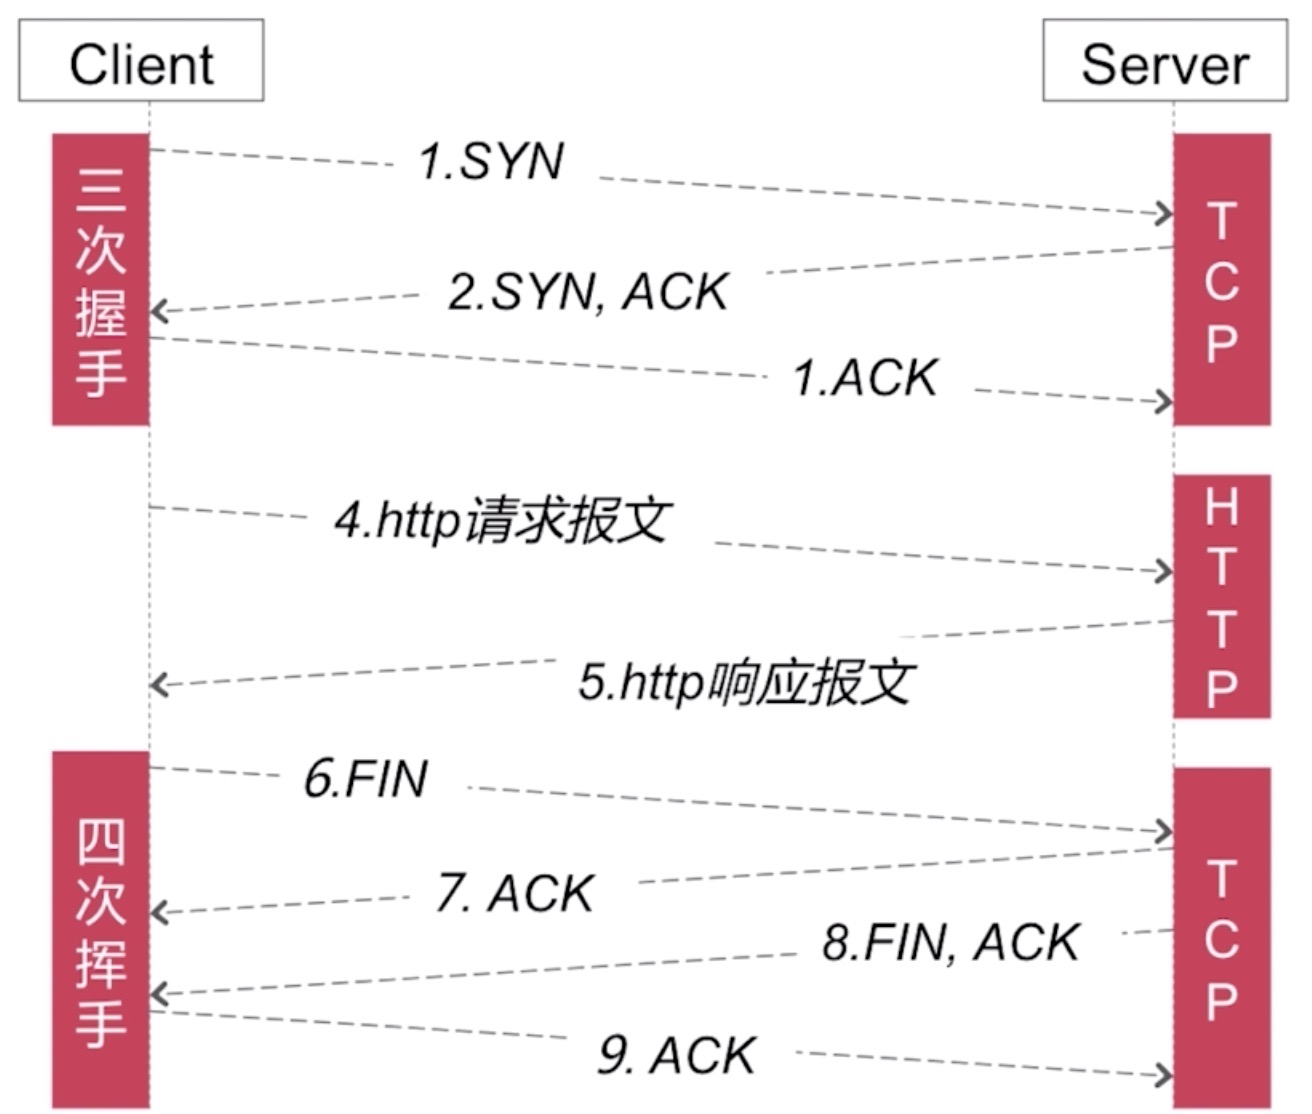 Client
Server
三次握手
TCP
1.SYN
2.SYN, ACK
1.ACK
4.http请求报文
HTTP
5.http响应报文
四次挥手
TCP
6.FIN
7. ACK
8.FIN, ACK
9. ACK